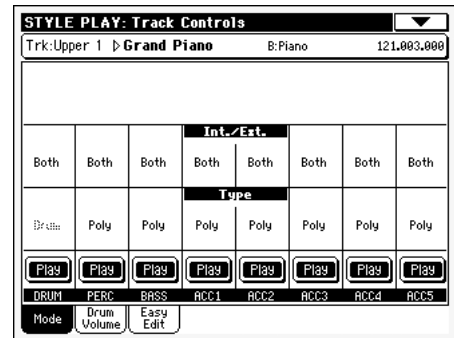 STYLE PLAY: Track Controls
Trk:Upper 1 ▷Grand Piano B:Piano 121.003.000
Int./Ext.
Both Both Both Both Both Both Both Both
Type
Drum Poly Poly Poly Poly Poly Poly Poly
Play Play Play Play Play Play Play Play
DRUM PERC BASS ACC1 ACC2 ACC3 ACC4 ACC5
Mode Drum Volume Easy Edit